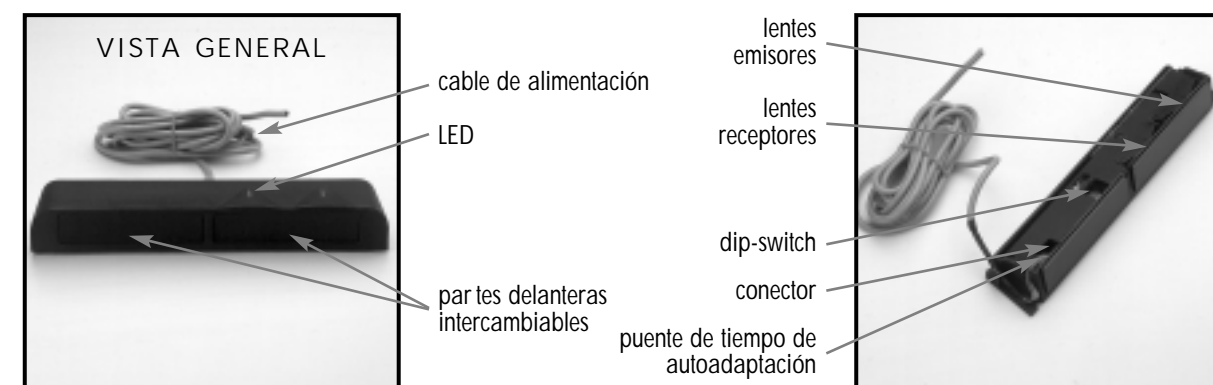 VISTA GENERAL
cable de alimentación
LED
par tes delanteras
intercambiables
lentes
emisores
lentes
receptores
dip-switch
conector
puente de tiempo de
autoadaptación